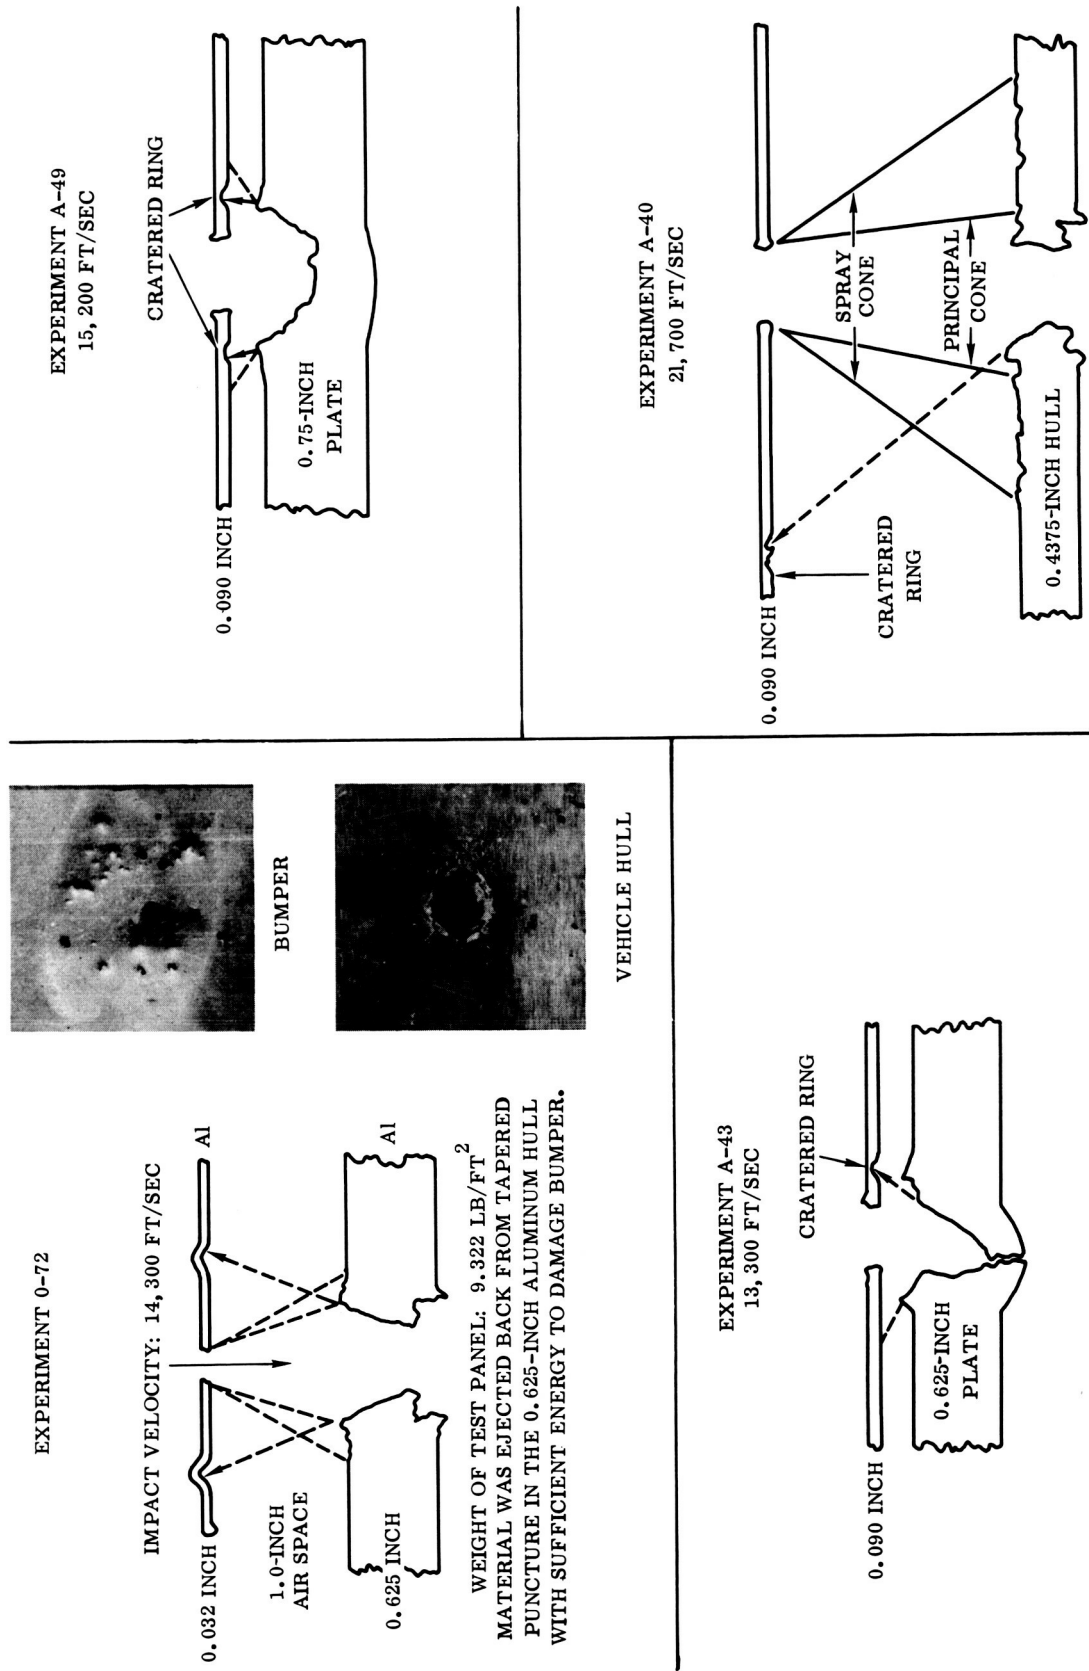 EXPERIMENT 0-72
IMPACT VELOCITY: 14,300 FT/SEC
0.032 INCH
Al
1.0-INCH
AIR SPACE
0.625 INCH
Al
WEIGHT OF TEST PANEL: 9.322 LB/FT2
MATERIAL WAS EJECTED BACK FROM TAPERED
PUNCTURE IN THE 0.625-INCH ALUMINUM HULL
WITH SUFFICIENT ENERGY TO DAMAGE BUMPER.
BUMPER
VEHICLE HULL
EXPERIMENT A-49
15,200 FT/SEC
CRATERED RING
0.090 INCH
0.75-INCH
PLATE
EXPERIMENT A-43
13,300 FT/SEC
CRATERED RING
0.090 INCH
0.625-INCH
PLATE
EXPERIMENT A-40
21,700 FT/SEC
0.090 INCH
SPRAY
CONE
CRATERED
RING
PRINCIPAL
CONE
0.4375-INCH HULL